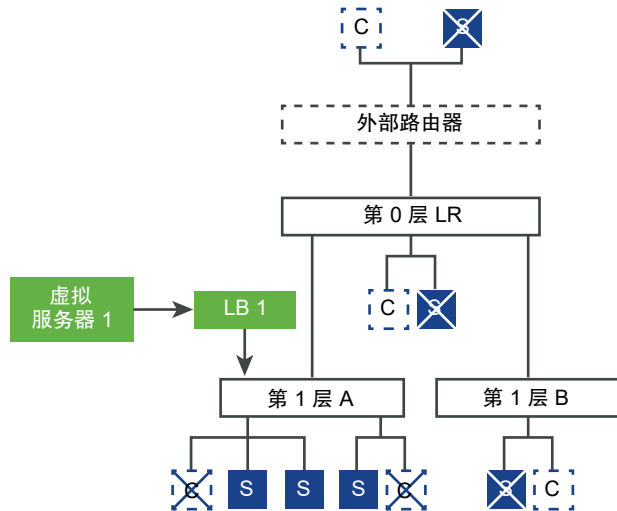 C S
外部路由器
第 0 层 LR
C S
虚拟
服务器 1
LB 1
第 1 层 A
第 1 层 B
C S S S C
S C